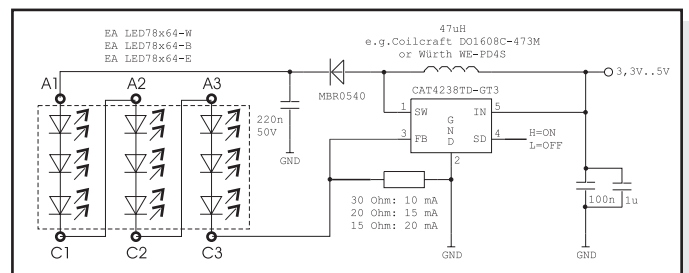 EA LED78x64-W
EA LED78x64-B
EA LED78x64-E
47uH
e.g.Coilcraft DO1608C-473M
or Würth WE-PD4S
A1
A2
A3
MBR0540
CAT4238TD-GT3
3,3V..5V
220n
50V
GND
1
SW
IN
5
3
FB
GND
SD
4
H=ON
L=OFF
2
30 Ohm: 10 mA
20 Ohm: 15 mA
15 Ohm: 20 mA
100n
1u
C1
C2
C3
GND
GND